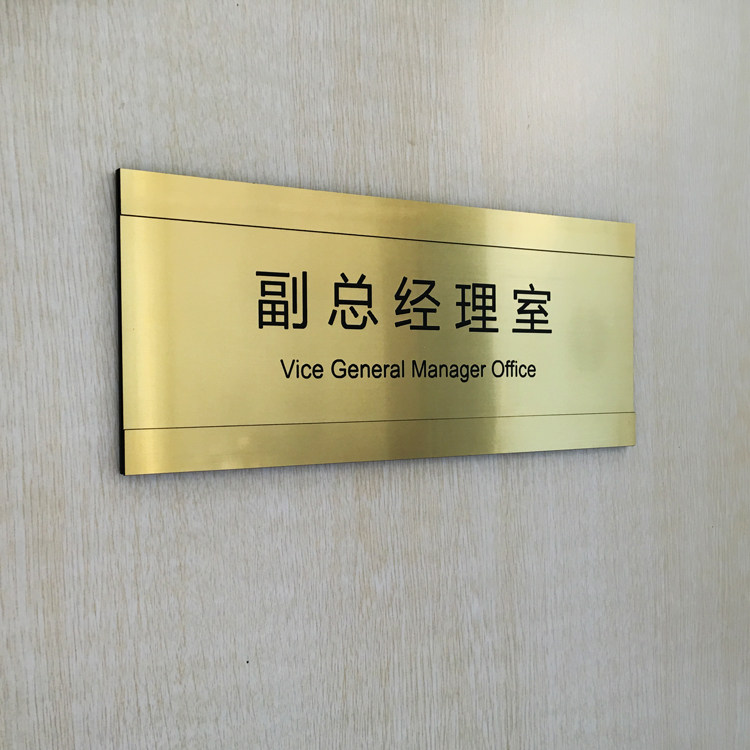 副总经理室
Vice General Manager Office